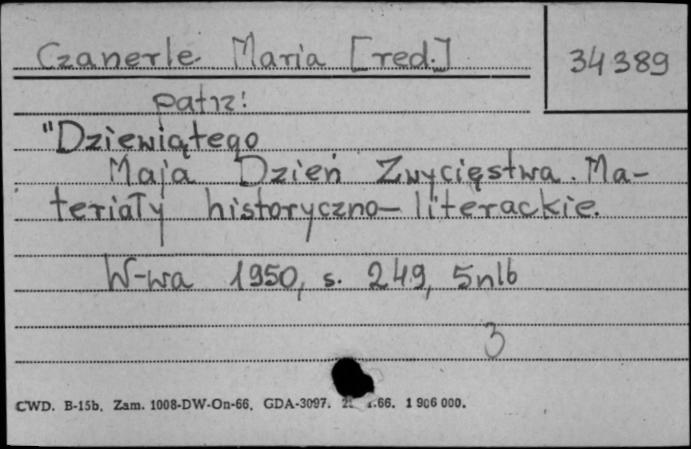 Czanerle Maria [red.]
34389
patrz:
"Dziewiątego
Maja Dzień Zwycięstwa. Ma-
teriały historyczno-literackie.
W-wa 1950, s. 249, 5nlb
3
CWD. B-15b. Zam. 1008-DW-On-66. GDA-3097. .66. 1 906 000.